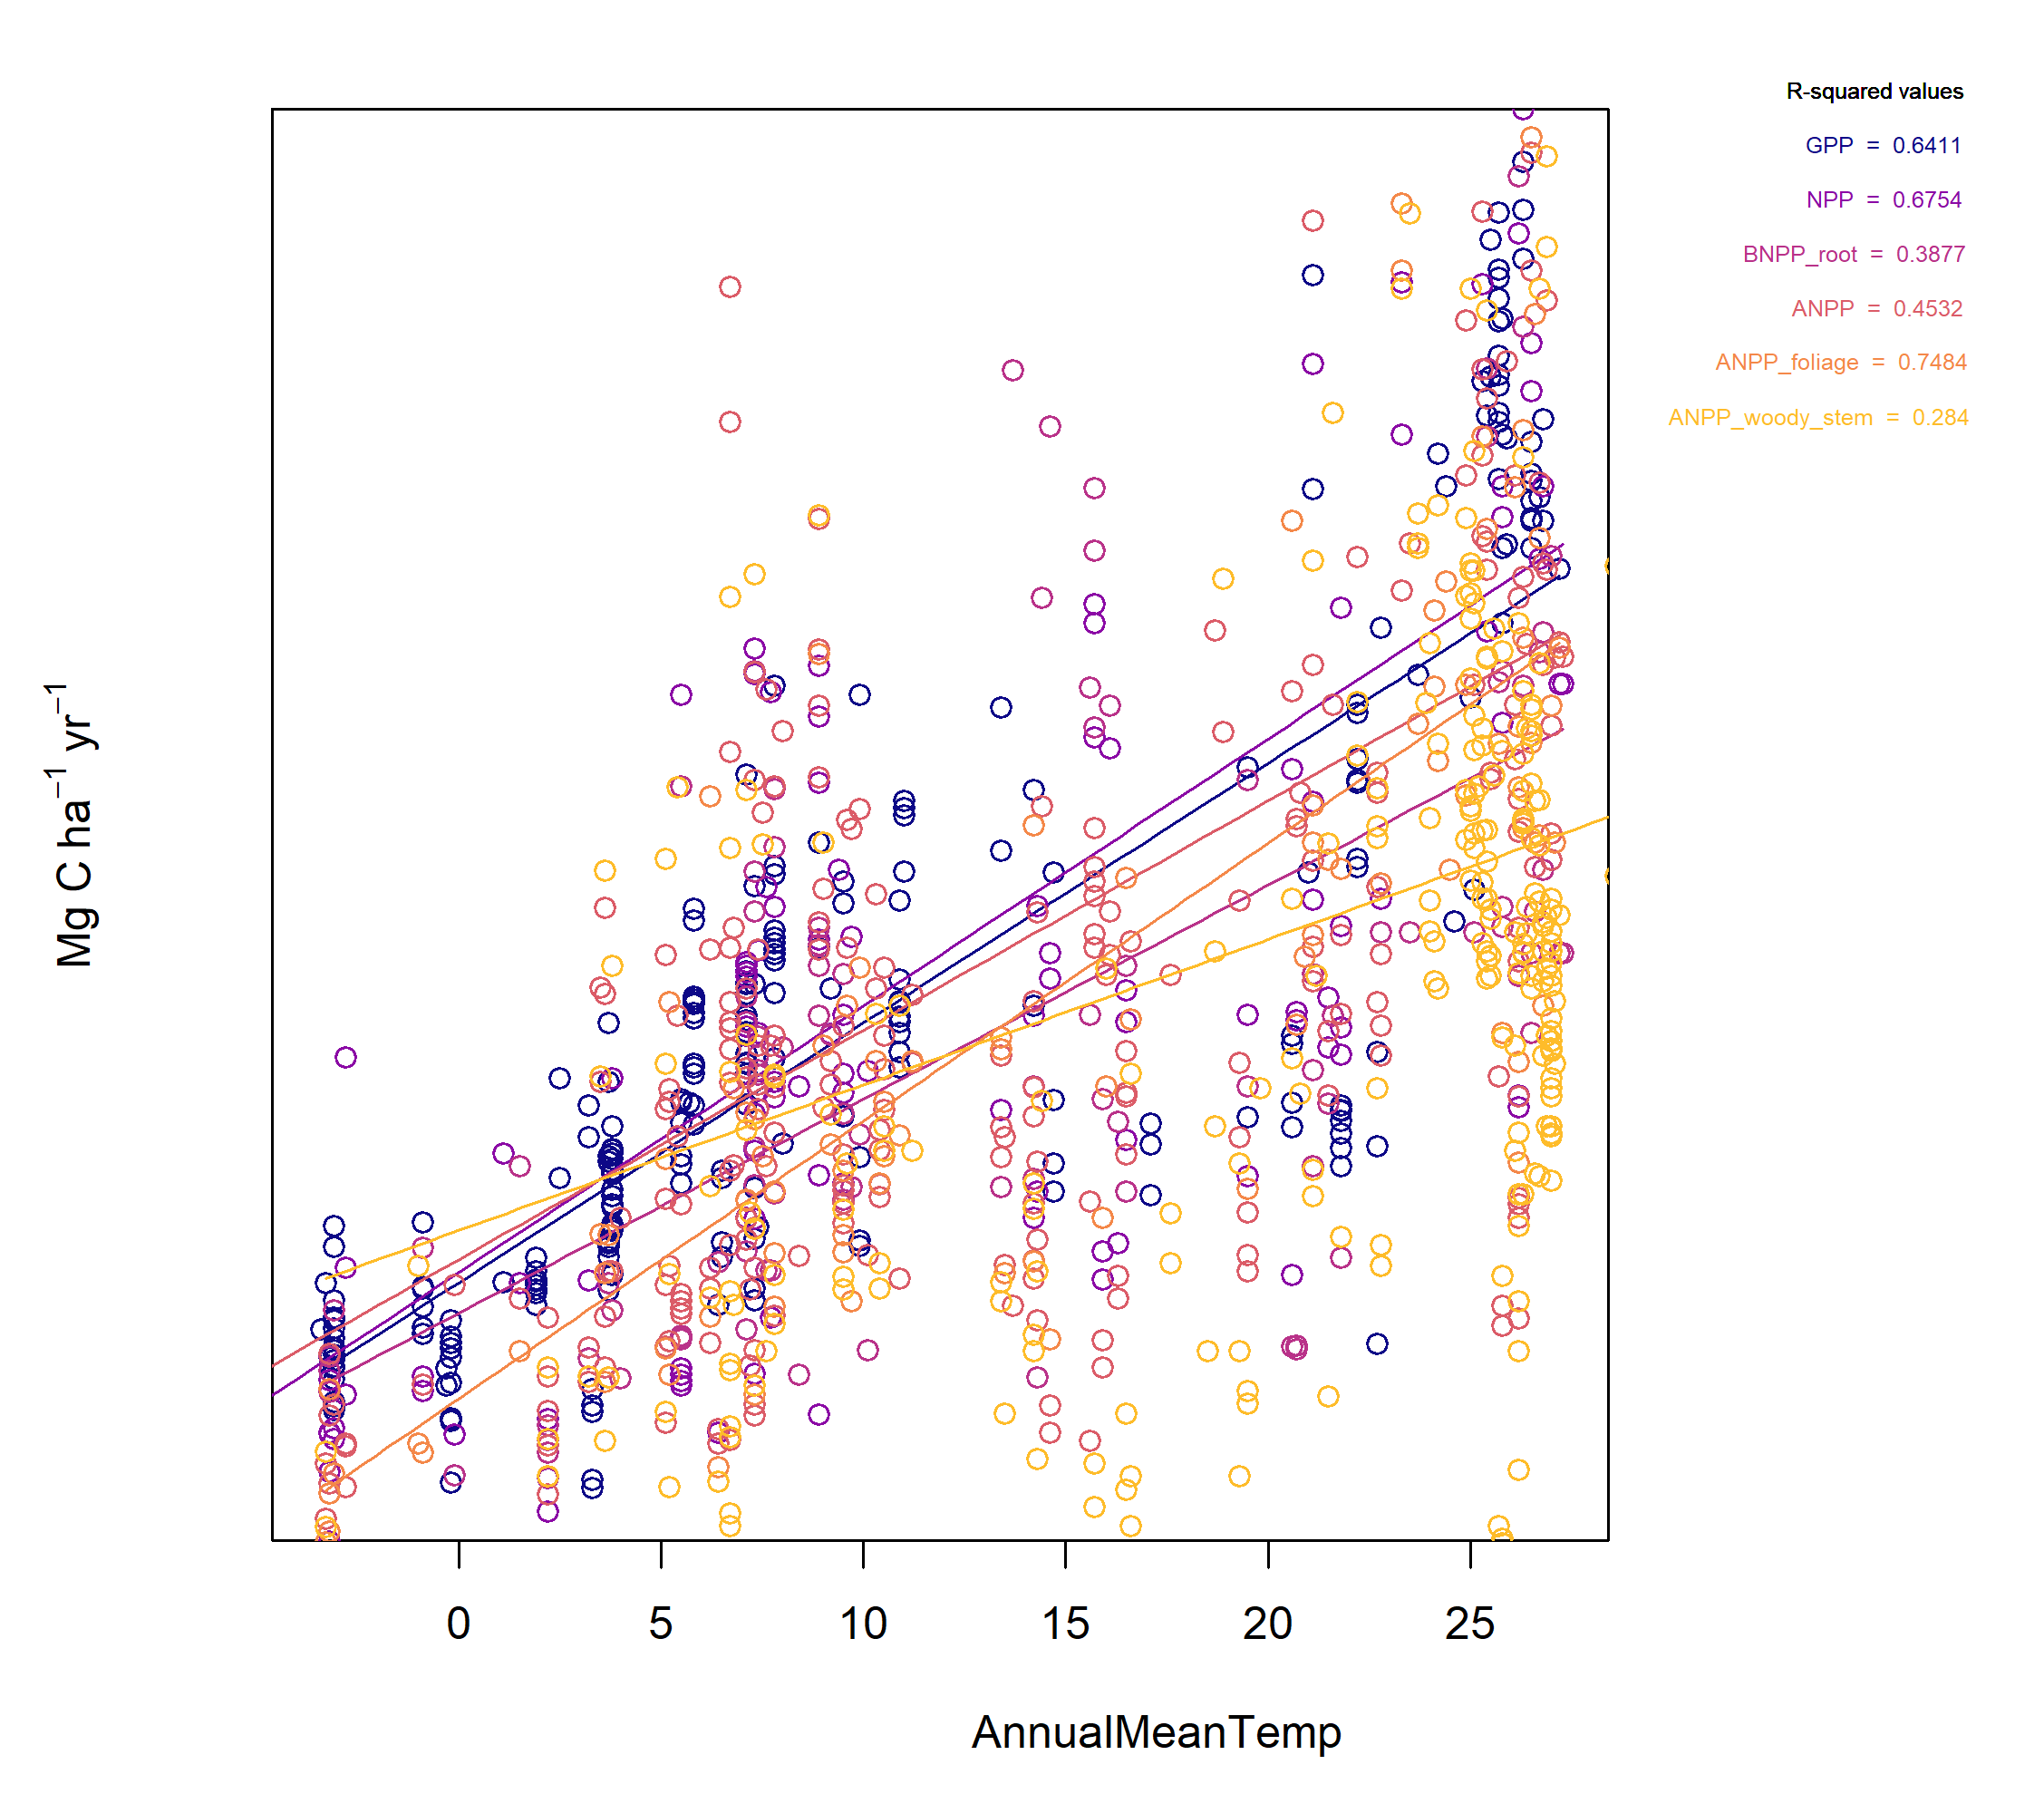 R-squared values
GPP = 0.6411
NPP = 0.6754
BNPP_root = 0.3877
ANPP = 0.4532
ANPP_foliage = 0.7484
ANPP_woody_stem = 0.284
Mg C ha⁻¹ yr⁻¹
0 5 10 15 20 25
AnnualMeanTemp